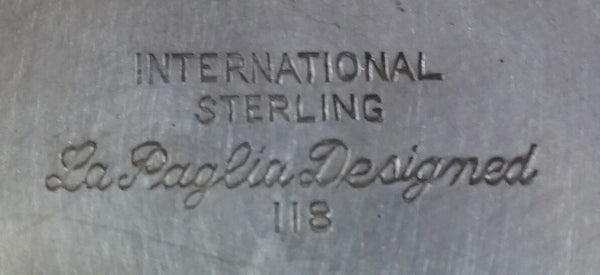 INTERNATIONAL
STERLING
La Paglia Designed
118